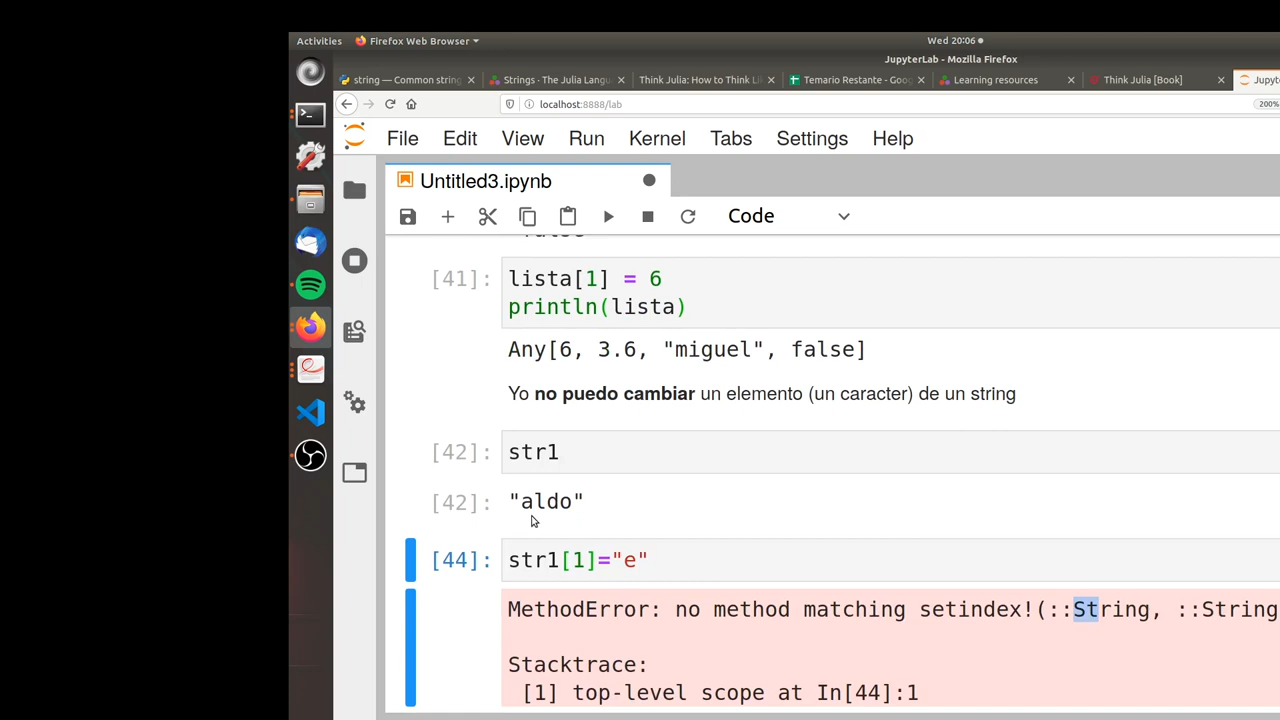 Activities Firefox Web Browser Wed 20:06
JupyterLab - Mozilla Firefox
string — Common string Strings · The Julia Langu Think Julia: How to Think Li Temario Restante - Goog Learning resources Think Julia [Book] Jupyte
localhost:8888/lab 200%
File Edit View Run Kernel Tabs Settings Help
Untitled3.ipynb
Code
[41]: lista[1] = 6
println(lista)
Any[6, 3.6, "miguel", false]
Yo no puedo cambiar un elemento (un caracter) de un string
[42]: str1
[42]: "aldo"
[44]: str1[1]="e"
MethodError: no method matching setindex!(::String, ::String
Stacktrace:
[1] top-level scope at In[44]:1